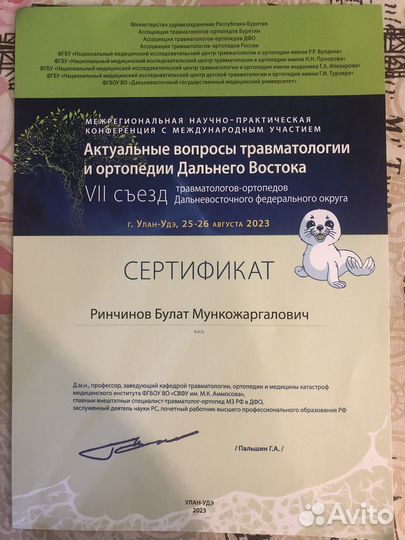 Министерство здравоохранения Республики Бурятия
Ассоциация травматологов-ортопедов Бурятии
Ассоциация травматологов-ортопедов ДФО
Ассоциация травматологов-ортопедов России
ФГБУ «Национальный медицинский исследовательский центр травматологии и ортопедии имени Р.Р. Вредена»
ФГБУ «Национальный медицинский исследовательский центр травматологии и ортопедии имени Н.Н. Приорова»
ФГБУ «Национальный медицинский исследовательский центр травматологии и ортопедии имени академика Г.А. Илизарова»
ФГБУ «Национальный медицинский исследовательский центр детской травматологии и ортопедии имени Г.И. Турнера»
ФГБОУ ВО «Дальневосточный государственный медицинский университет»
МЕЖРЕГИОНАЛЬНАЯ НАУЧНО-ПРАКТИЧЕСКАЯ
КОНФЕРЕНЦИЯ С МЕЖДУНАРОДНЫМ УЧАСТИЕМ
Актуальные вопросы травматологии
и ортопедии Дальнего Востока
VII съезд травматологов-ортопедов
Дальневосточного федерального округа
г. Улан-Удэ, 25-26 августа 2023
СЕРТИФИКАТ
Ринчинов Булат Мункожаргалович
Ф.И.О.
Д.м.н., профессор, заведующий кафедрой травматологии, ортопедии и медицины катастроф
медицинского института ФГБОУ ВО «СВФУ им. М.К. Аммосова»,
главный внештатный специалист-травматолог-ортопед МЗ РФ в ДФО,
заслуженный деятель науки РС, почетный работник высшего профессионального образования РФ
/ Пальшин Г.А. /
УЛАН-УДЭ
2023
Avito